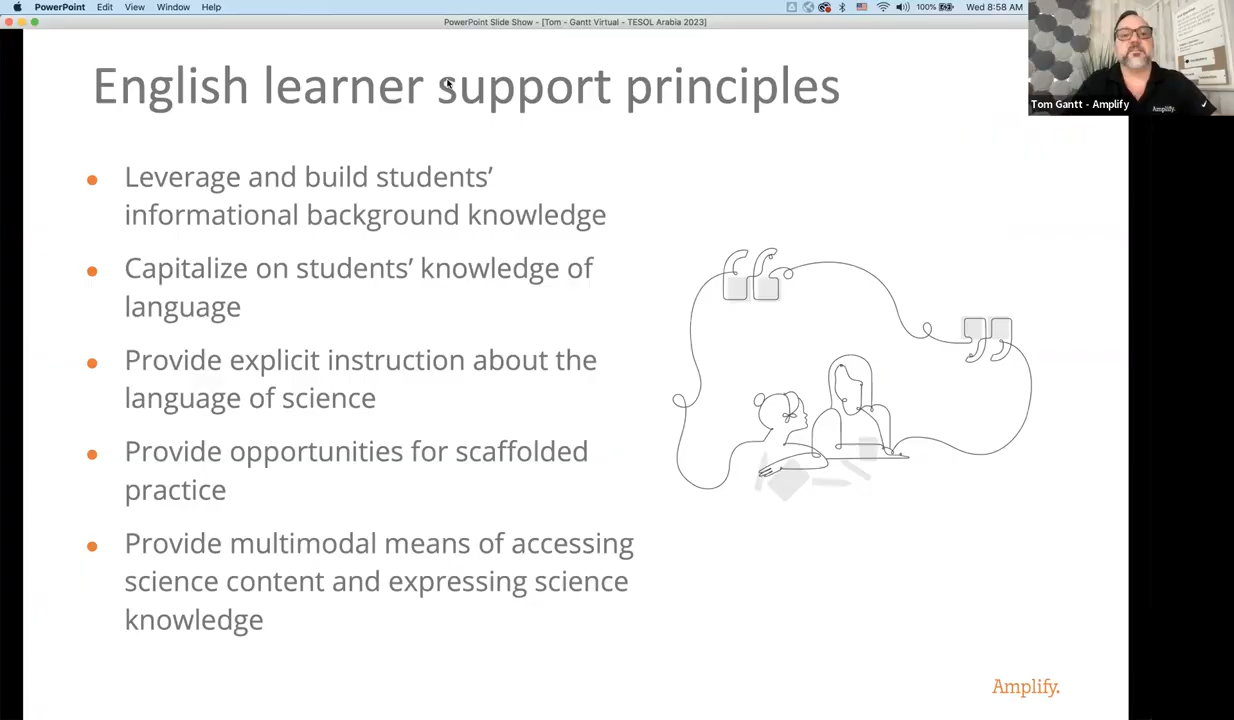 PowerPoint Edit View Window Help 100% Wed 8:58 AM
PowerPoint Slide Show - [Tom - Gantt Virtual - TESOL Arabia 2023]
English learner support principles
Tom Gantt - Amplify
Amplify.
• Leverage and build students’
informational background knowledge
• Capitalize on students’ knowledge of
language
• Provide explicit instruction about the
language of science
• Provide opportunities for scaffolded
practice
• Provide multimodal means of accessing
science content and expressing science
knowledge
Amplify.